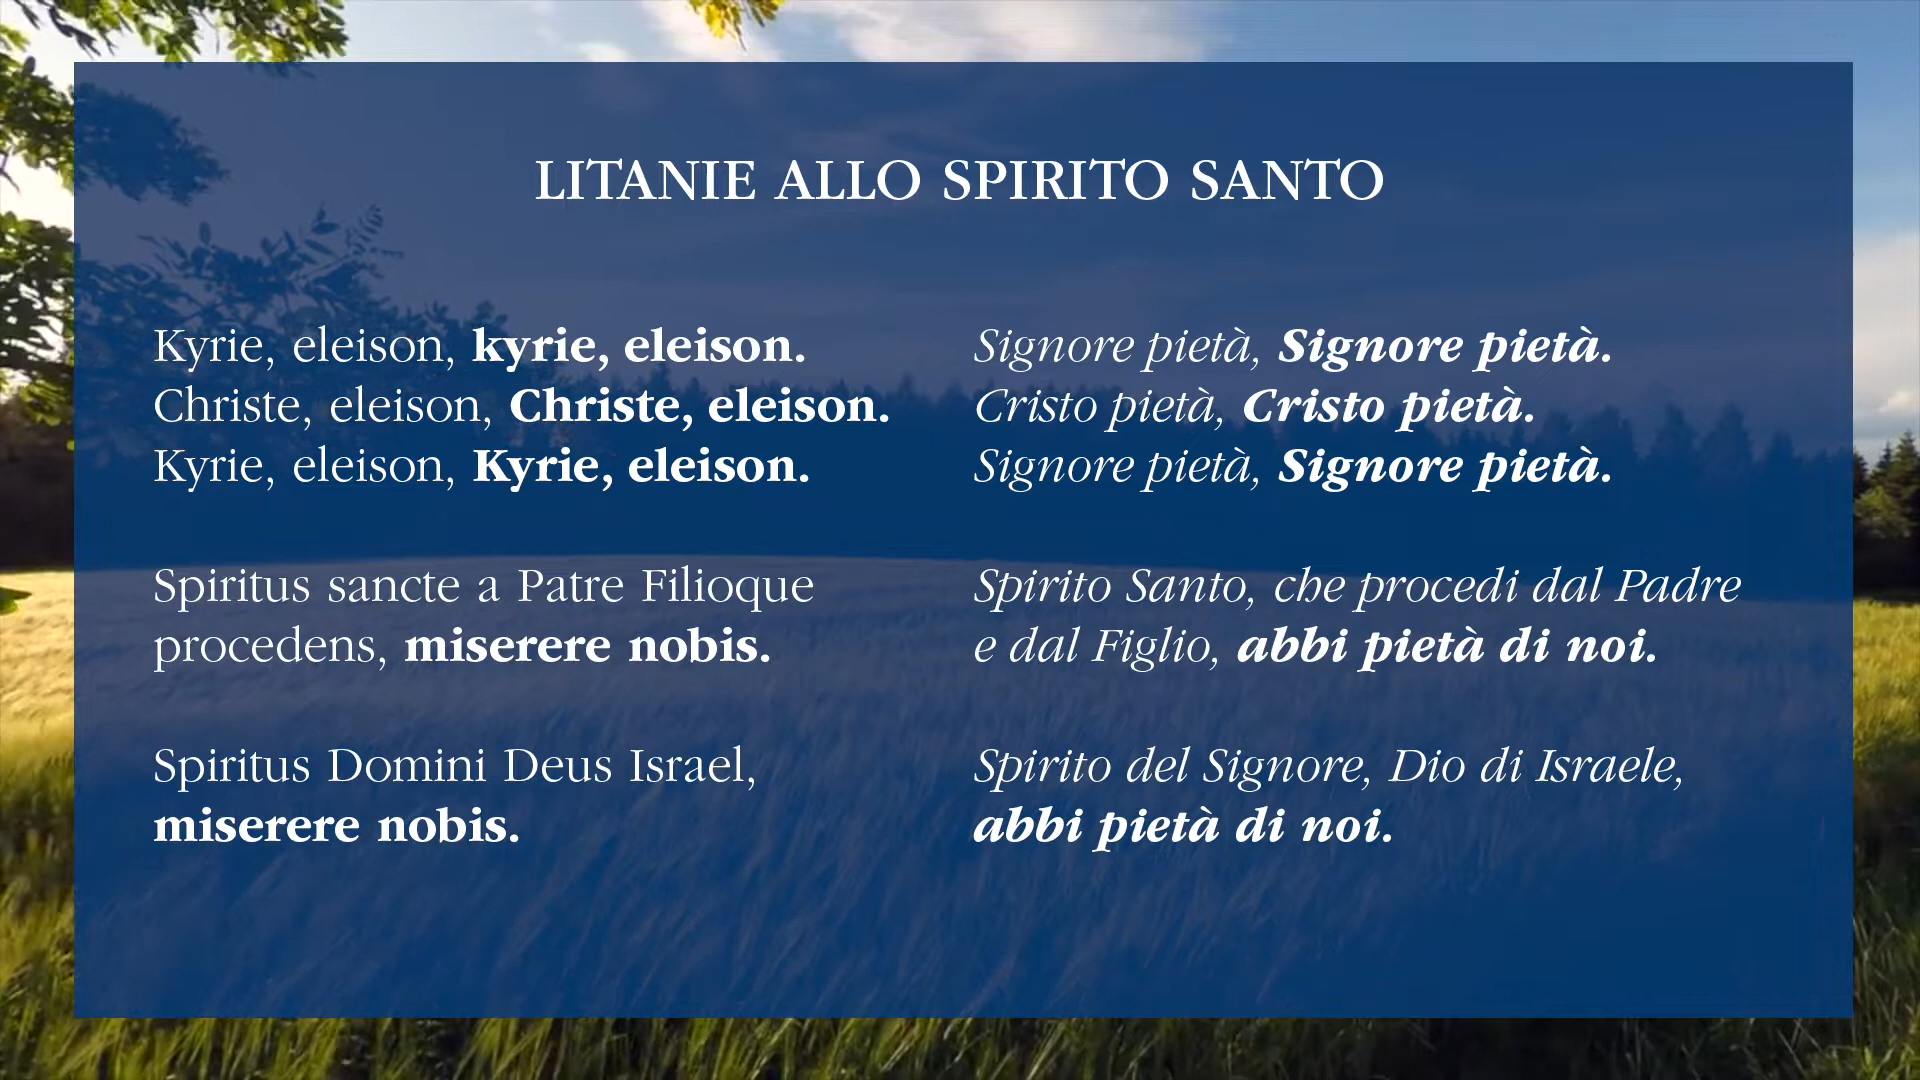 LITANIE ALLO SPIRITO SANTO
Kyrie, eleison, kyrie, eleison.
Christe, eleison, Christe, eleison.
Kyrie, eleison, Kyrie, eleison.
Spiritus sancte a Patre Filioque
procedens, miserere nobis.
Spiritus Domini Deus Israel,
miserere nobis.
Signore pietà, Signore pietà.
Cristo pietà, Cristo pietà.
Signore pietà, Signore pietà.
Spirito Santo, che procedi dal Padre
e dal Figlio, abbi pietà di noi.
Spirito del Signore, Dio di Israele,
abbi pietà di noi.